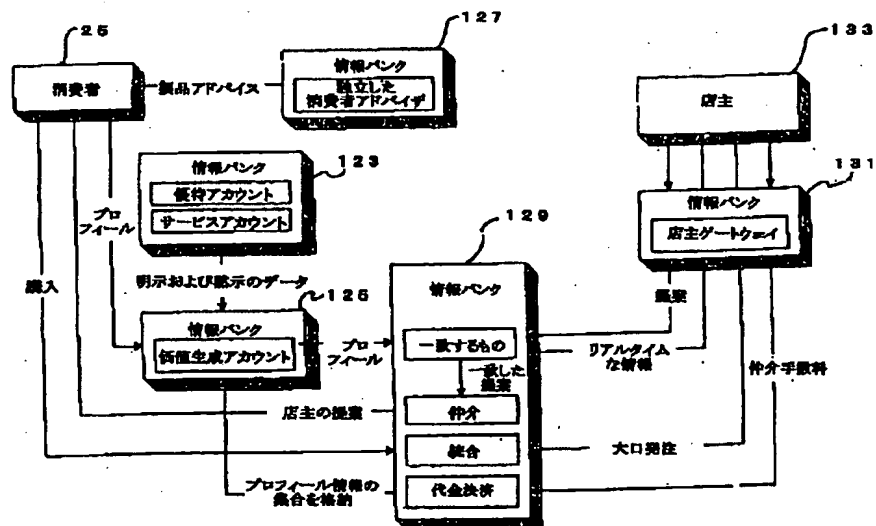 25
消費者
製品アドバイス
127
情報バンク
独立した
消費者アドバイザ
133
店主
情報バンク
優待アカウント
サービスアカウント
123
131
情報バンク
店主ゲートウェイ
プロ
フィール
購入
明示および黙示のデータ
125
情報バンク
価値生成アカウント
プロ
フィール
129
情報バンク
一致するもの
一致した
提案
仲介
統合
代金決済
提案
リアルタイム
な情報
仲介手数料
店主の提案
大口発注
プロフィール情報の
集合を格納